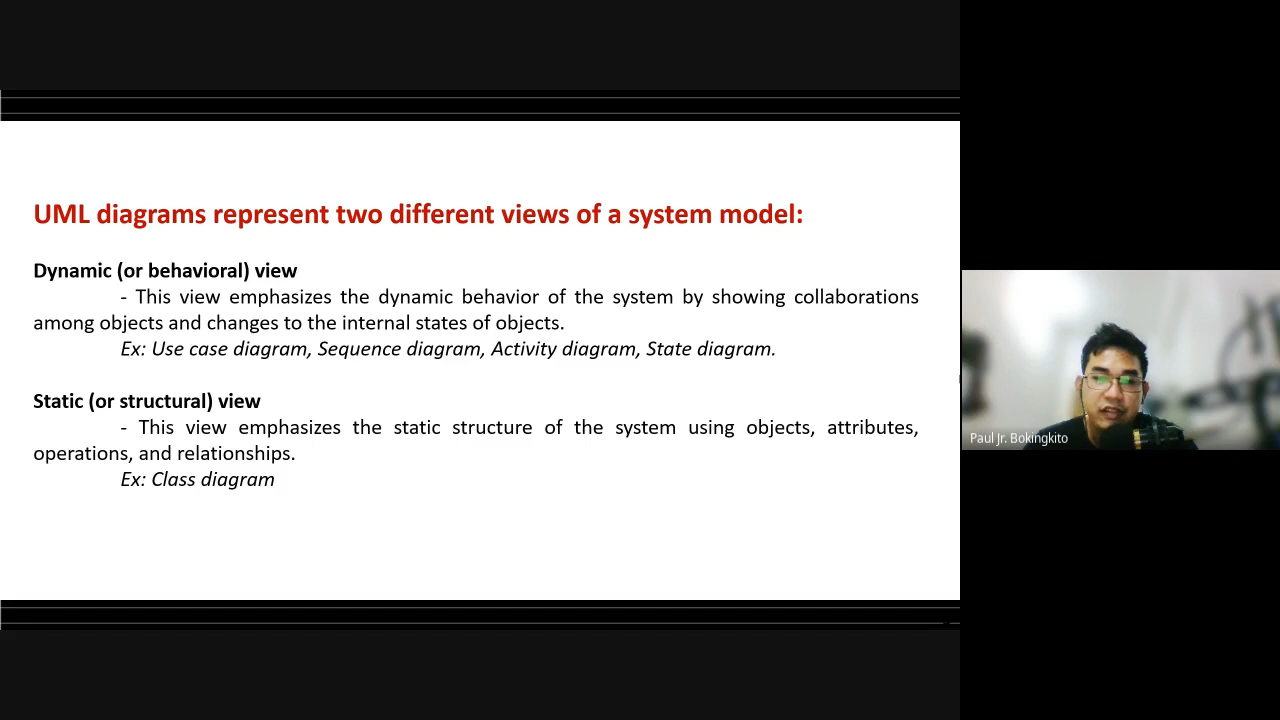 UML diagrams represent two different views of a system model:
Dynamic (or behavioral) view
- This view emphasizes the dynamic behavior of the system by showing collaborations
among objects and changes to the internal states of objects.
Ex: Use case diagram, Sequence diagram, Activity diagram, State diagram.
Static (or structural) view
- This view emphasizes the static structure of the system using objects, attributes,
operations, and relationships.
Ex: Class diagram
Paul Jr. Bokingkito